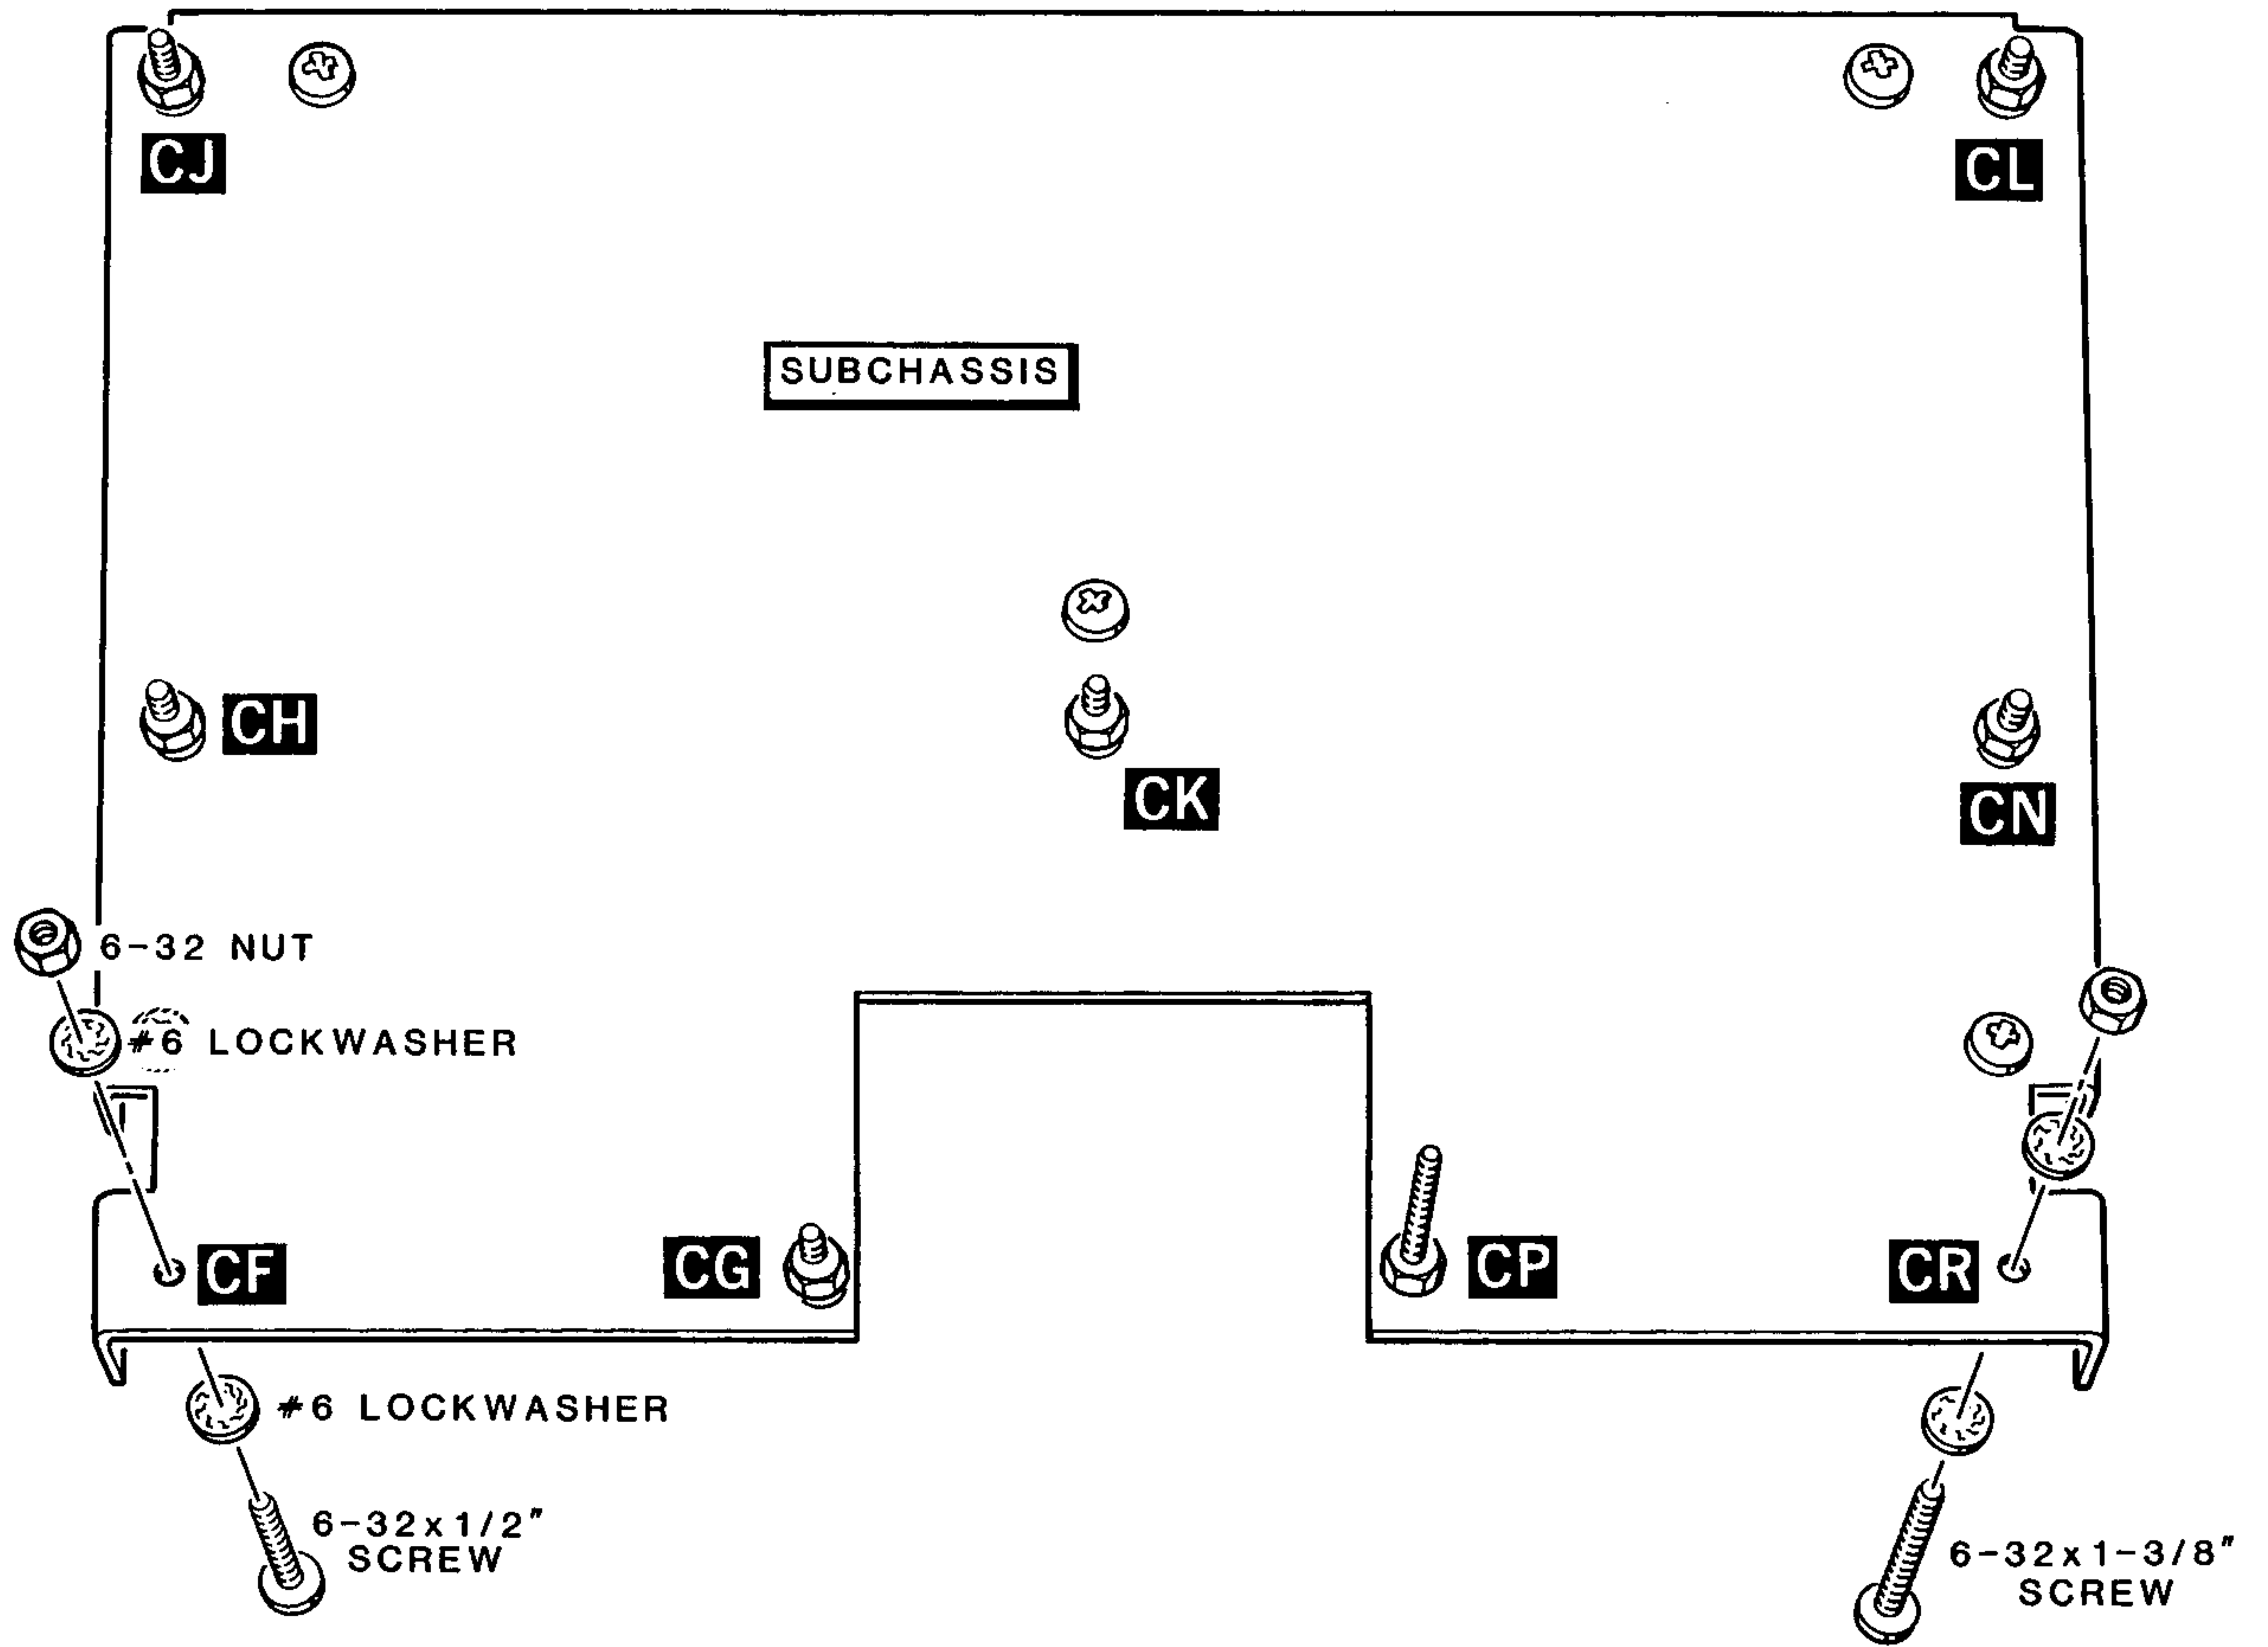 CJ
CL
SUBCHASSIS
CH
CK
CN
6-32 NUT
#6 LOCKWASHER
CF
CG
CP
CR
#6 LOCKWASHER
6-32x1/2"
SCREW
6-32x1-3/8"
SCREW